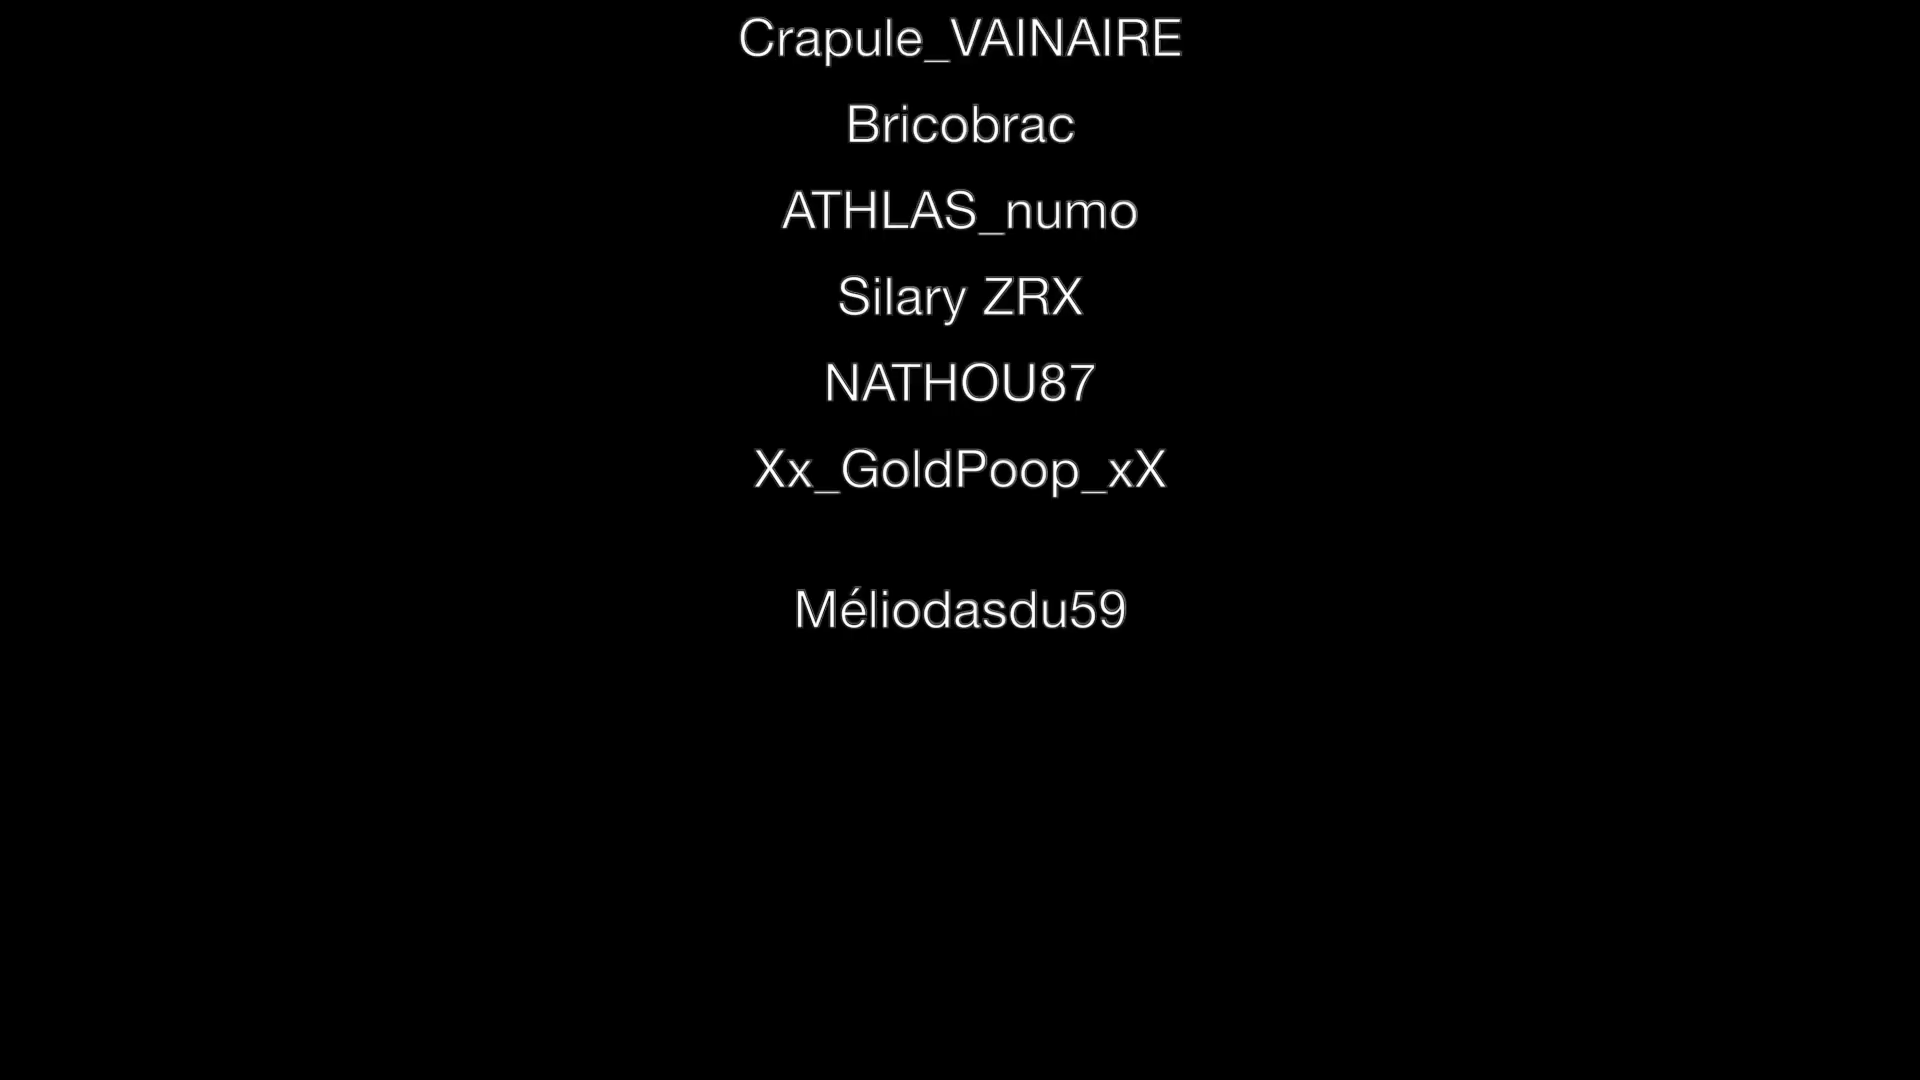 Crapule_VAINAIRE
Bricobrac
ATHLAS_numo
Silary ZRX
NATHOU87
Xx_GoldPoop_xX
Méliodasdu59